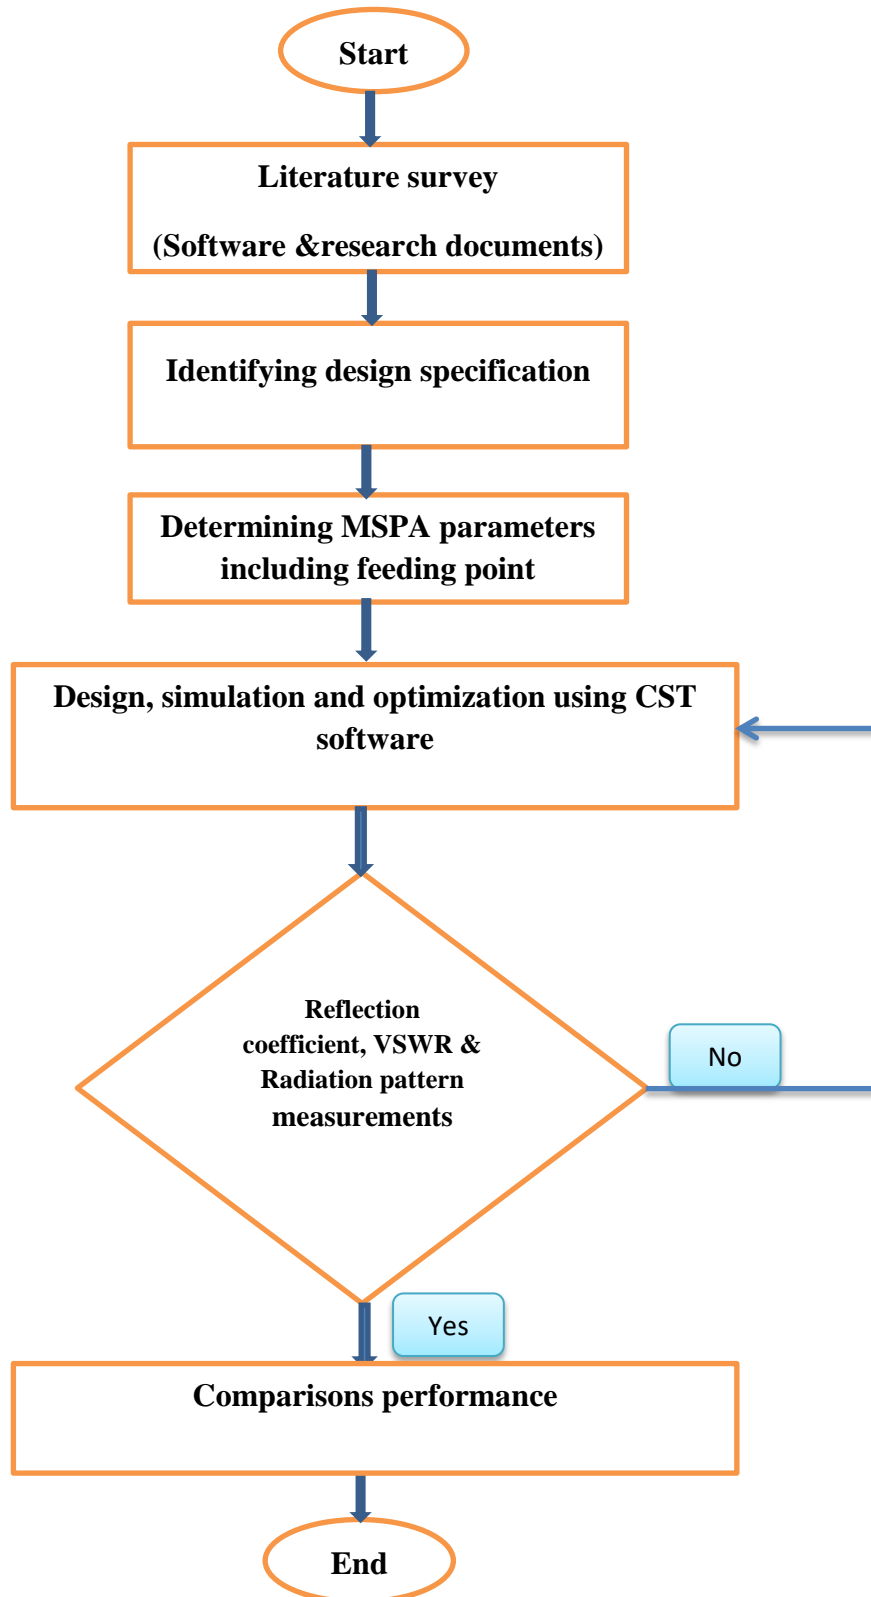 Start
Literature survey
(Software &research documents)
Identifying design specification
Determining MSPA parameters
including feeding point
Design, simulation and optimization using CST
software
Reflection
coefficient, VSWR &
Radiation pattern
measurements
No
Yes
Comparisons performance
End